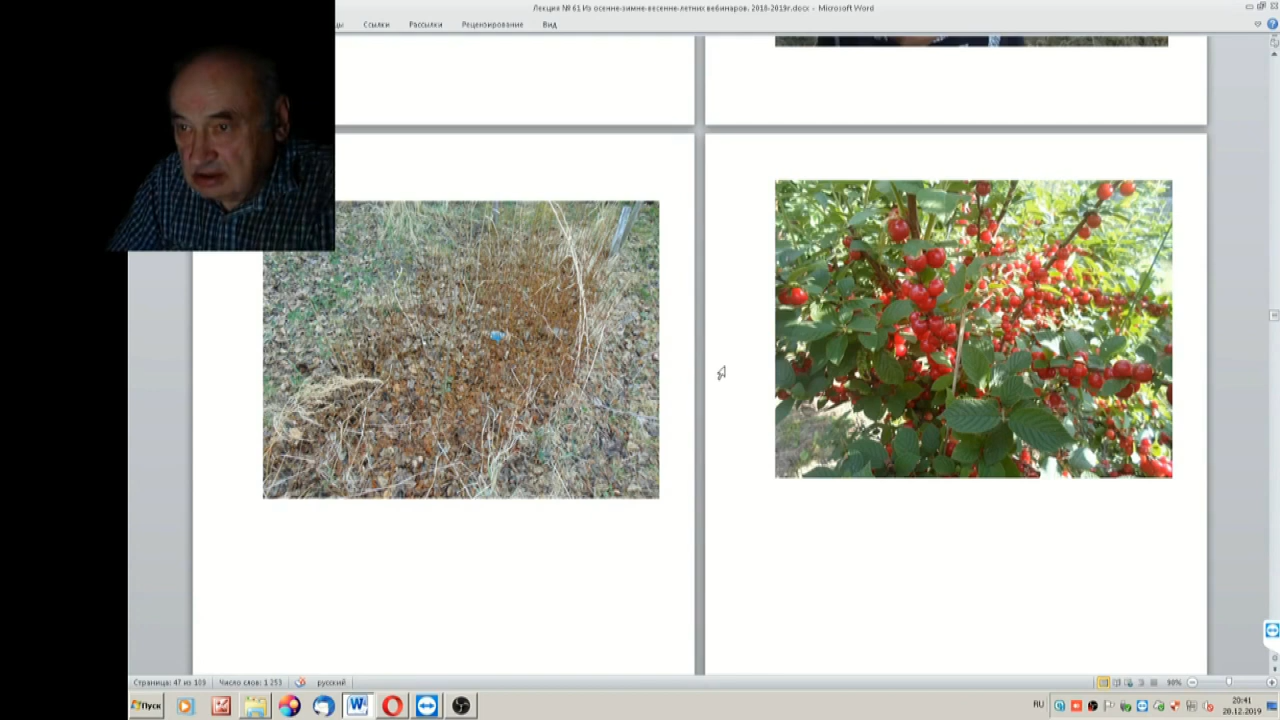 Лекция № 61 Из осенне-зимне-весенне-летних вебинаров. 2018-2019г.docx - Microsoft Word
Ссылки Рассылки Рецензирование Вид
Страница: 47 из 109 Число слов: 1 253 русский 90%
Пуск RU 20:41
20.12.2019